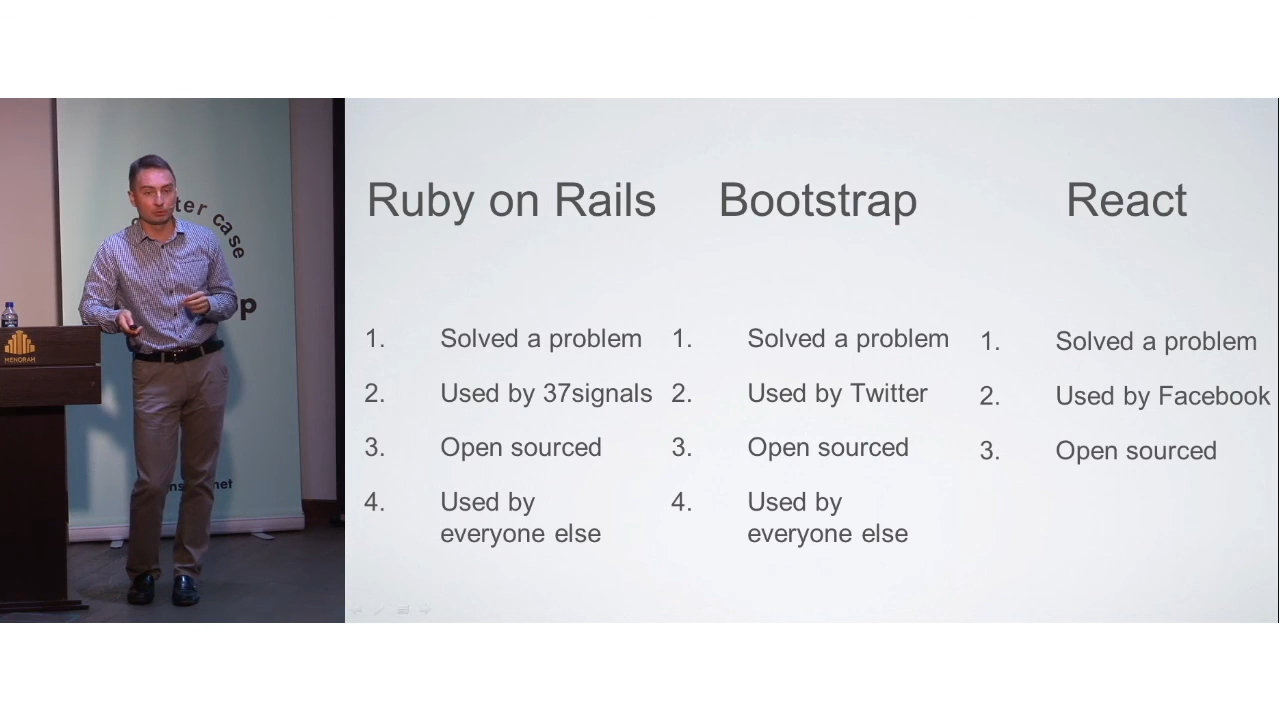 Ruby on Rails
1. Solved a problem
2. Used by 37signals
3. Open sourced
4. Used by
everyone else
Bootstrap
1. Solved a problem
2. Used by Twitter
3. Open sourced
4. Used by
everyone else
React
1. Solved a problem
2. Used by Facebook
3. Open sourced
case
MENORAH